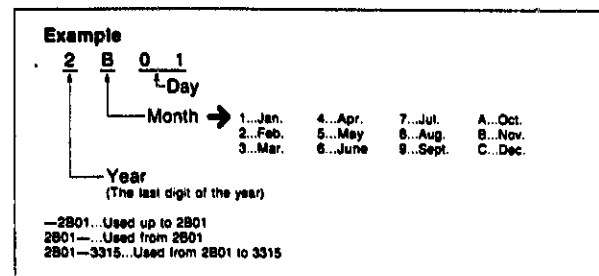 Example
2 B 0 1
Day
Month → 1...Jan. 4...Apr. 7...Jul. A...Oct.
2...Feb. 5...May 8...Aug. B...Nov.
3...Mar. 6...June 9...Sept. C...Dec.
Year
(The last digit of the year)
—2B01...Used up to 2B01
2B01—...Used from 2B01
2B01—3315...Used from 2B01 to 3315